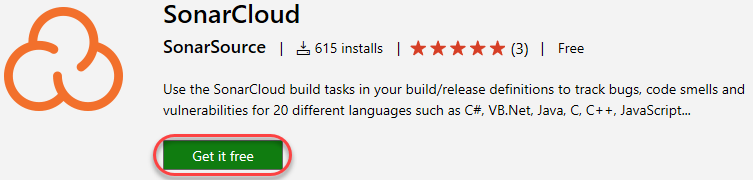 SonarCloud
SonarSource | 615 installs | (3) | Free
Use the SonarCloud build tasks in your build/release definitions to track bugs, code smells and
vulnerabilities for 20 different languages such as C#, VB.Net, Java, C, C++, JavaScript...
Get it free